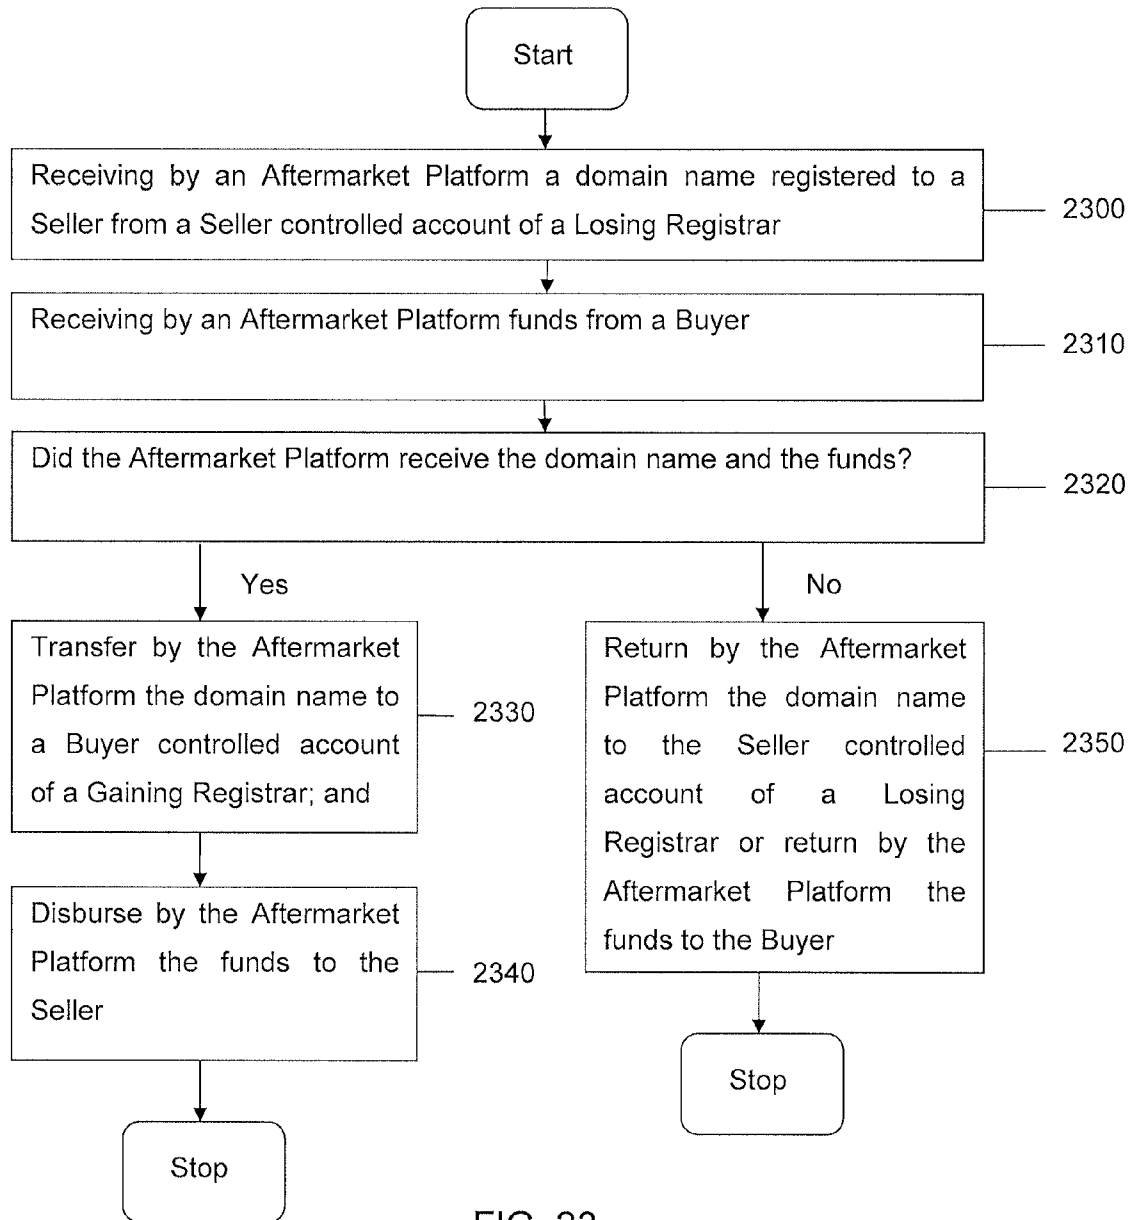 Start
Receiving by an Aftermarket Platform a domain name registered to a
Seller from a Seller controlled account of a Losing Registrar
2300
Receiving by an Aftermarket Platform funds from a Buyer
2310
Did the Aftermarket Platform receive the domain name and the funds?
2320
Yes
No
Transfer by the Aftermarket
Platform the domain name to
a Buyer controlled account
of a Gaining Registrar; and
2330
Disburse by the Aftermarket
Platform the funds to the
Seller
2340
Stop
Return by the Aftermarket
Platform the domain name
to the Seller controlled
account of a Losing
Registrar or return by the
Aftermarket Platform the
funds to the Buyer
2350
Stop